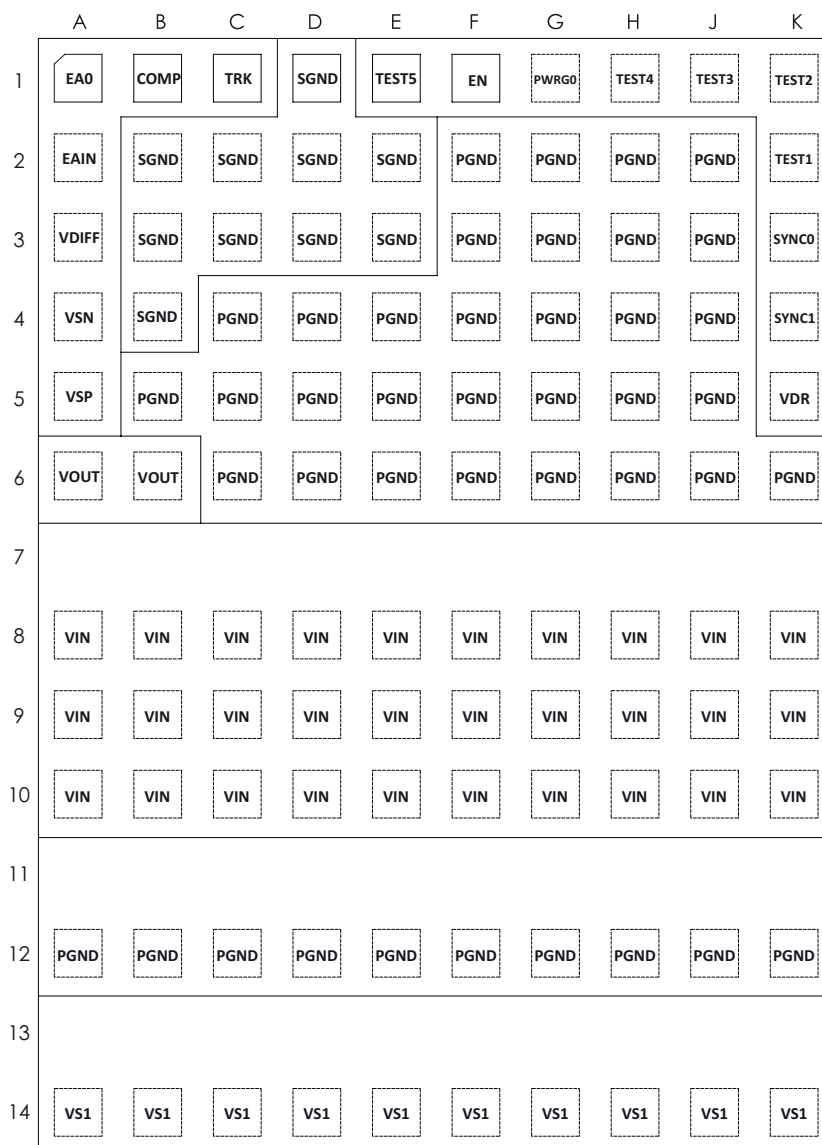 A B C D E F G H J K
1 EA0 COMP TRK SGND TEST5 EN PWRG0 TEST4 TEST3 TEST2
2 EAIN SGND SGND SGND SGND PGND PGND PGND PGND TEST1
3 VDIFF SGND SGND SGND SGND PGND PGND PGND PGND SYNC0
4 VSN SGND PGND PGND PGND PGND PGND PGND PGND SYNC1
5 VSP PGND PGND PGND PGND PGND PGND PGND PGND VDR
6 VOUT VOUT PGND PGND PGND PGND PGND PGND PGND PGND
7
8 VIN VIN VIN VIN VIN VIN VIN VIN VIN VIN
9 VIN VIN VIN VIN VIN VIN VIN VIN VIN VIN
10 VIN VIN VIN VIN VIN VIN VIN VIN VIN VIN
11
12 PGND PGND PGND PGND PGND PGND PGND PGND PGND PGND
13
14 VS1 VS1 VS1 VS1 VS1 VS1 VS1 VS1 VS1 VS1